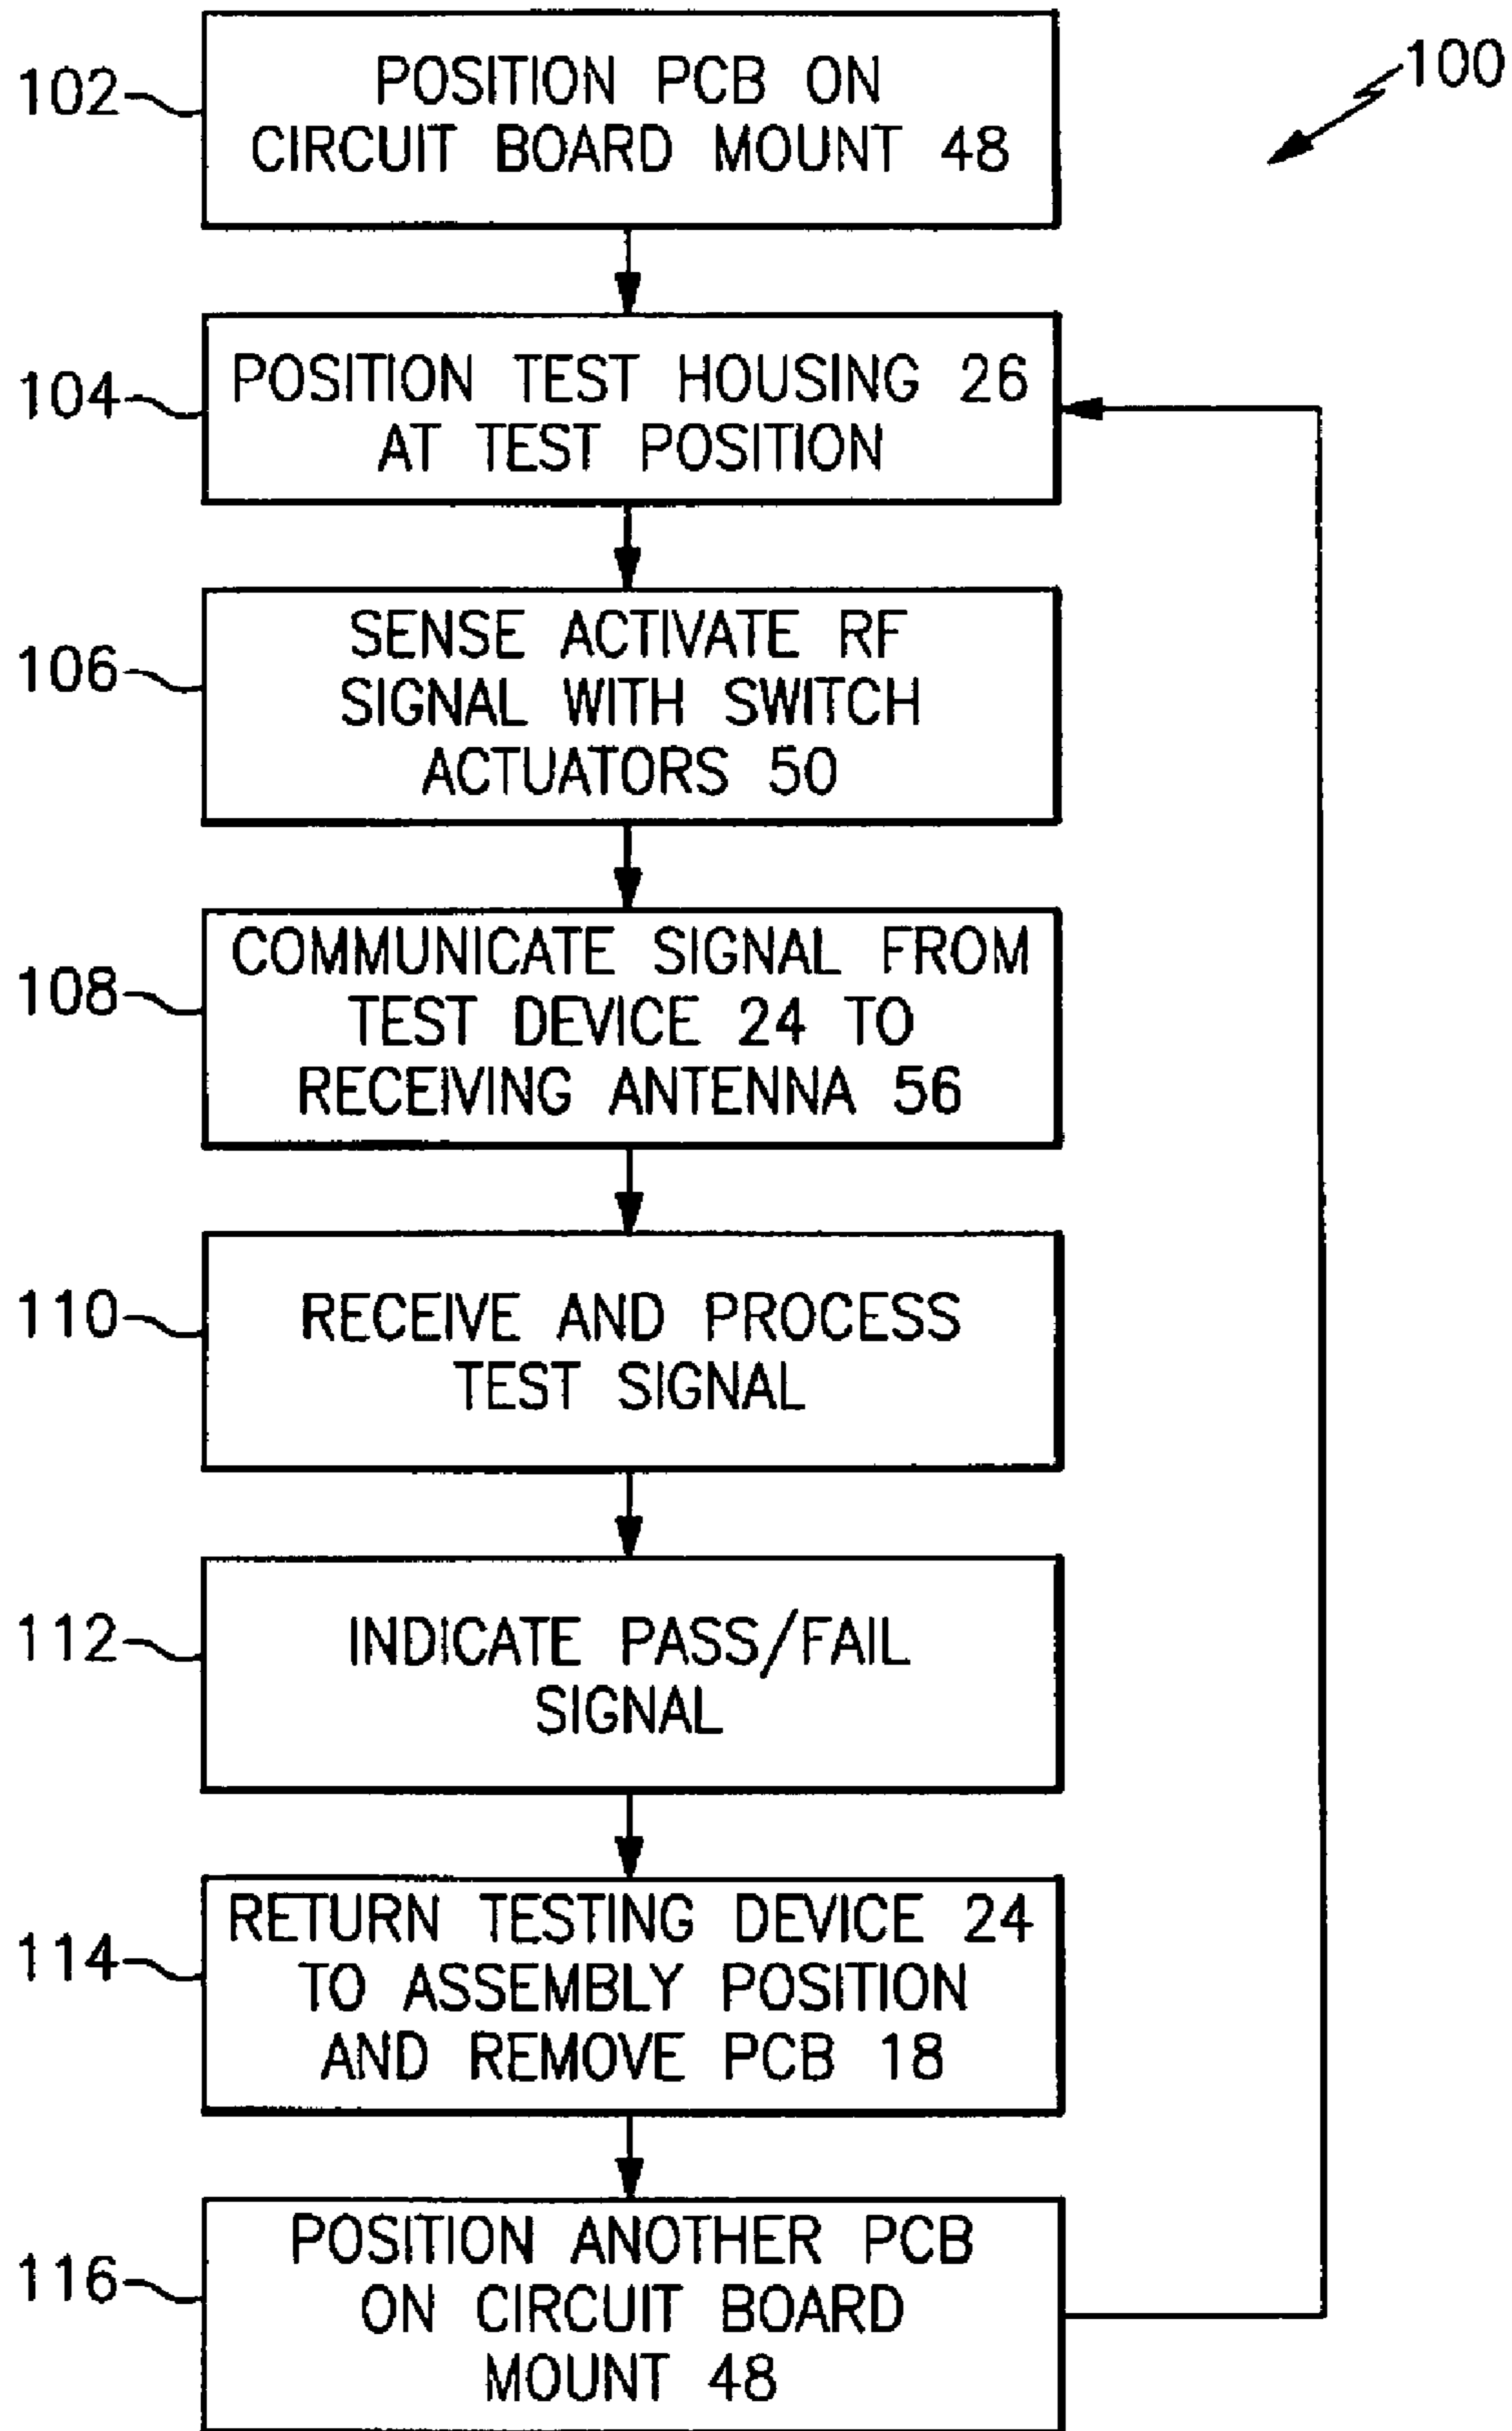 100
102
POSITION PCB ON
CIRCUIT BOARD MOUNT 48
104
POSITION TEST HOUSING 26
AT TEST POSITION
106
SENSE ACTIVATE RF
SIGNAL WITH SWITCH
ACTUATORS 50
108
COMMUNICATE SIGNAL FROM
TEST DEVICE 24 TO
RECEIVING ANTENNA 56
110
RECEIVE AND PROCESS
TEST SIGNAL
112
INDICATE PASS/FAIL
SIGNAL
114
RETURN TESTING DEVICE 24
TO ASSEMBLY POSITION
AND REMOVE PCB 18
116
POSITION ANOTHER PCB
ON CIRCUIT BOARD
MOUNT 48